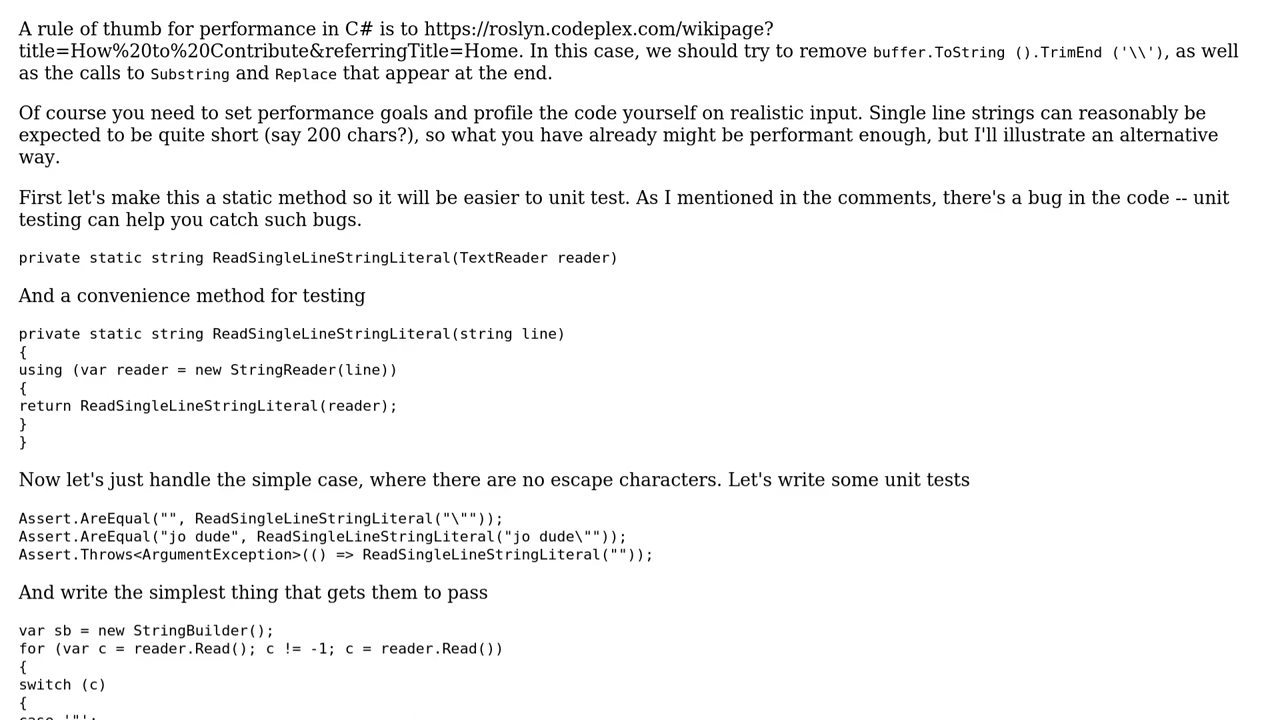 A rule of thumb for performance in C# is to https://roslyn.codeplex.com/wikipage?
title=How%20to%20Contribute&referringTitle=Home. In this case, we should try to remove buffer.ToString ().TrimEnd ('\\'), as well
as the calls to Substring and Replace that appear at the end.
Of course you need to set performance goals and profile the code yourself on realistic input. Single line strings can reasonably be
expected to be quite short (say 200 chars?), so what you have already might be performant enough, but I'll illustrate an alternative
way.
First let's make this a static method so it will be easier to unit test. As I mentioned in the comments, there's a bug in the code -- unit
testing can help you catch such bugs.
private static string ReadSingleLineStringLiteral(TextReader reader)
And a convenience method for testing
private static string ReadSingleLineStringLiteral(string line)
{
using (var reader = new StringReader(line))
{
return ReadSingleLineStringLiteral(reader);
}
}
Now let's just handle the simple case, where there are no escape characters. Let's write some unit tests
Assert.AreEqual("", ReadSingleLineStringLiteral("\""));
Assert.AreEqual("jo dude", ReadSingleLineStringLiteral("jo dude\""));
Assert.Throws<ArgumentException>(() => ReadSingleLineStringLiteral(""));
And write the simplest thing that gets them to pass
var sb = new StringBuilder();
for (var c = reader.Read(); c != -1; c = reader.Read())
{
switch (c)
{
case '"':